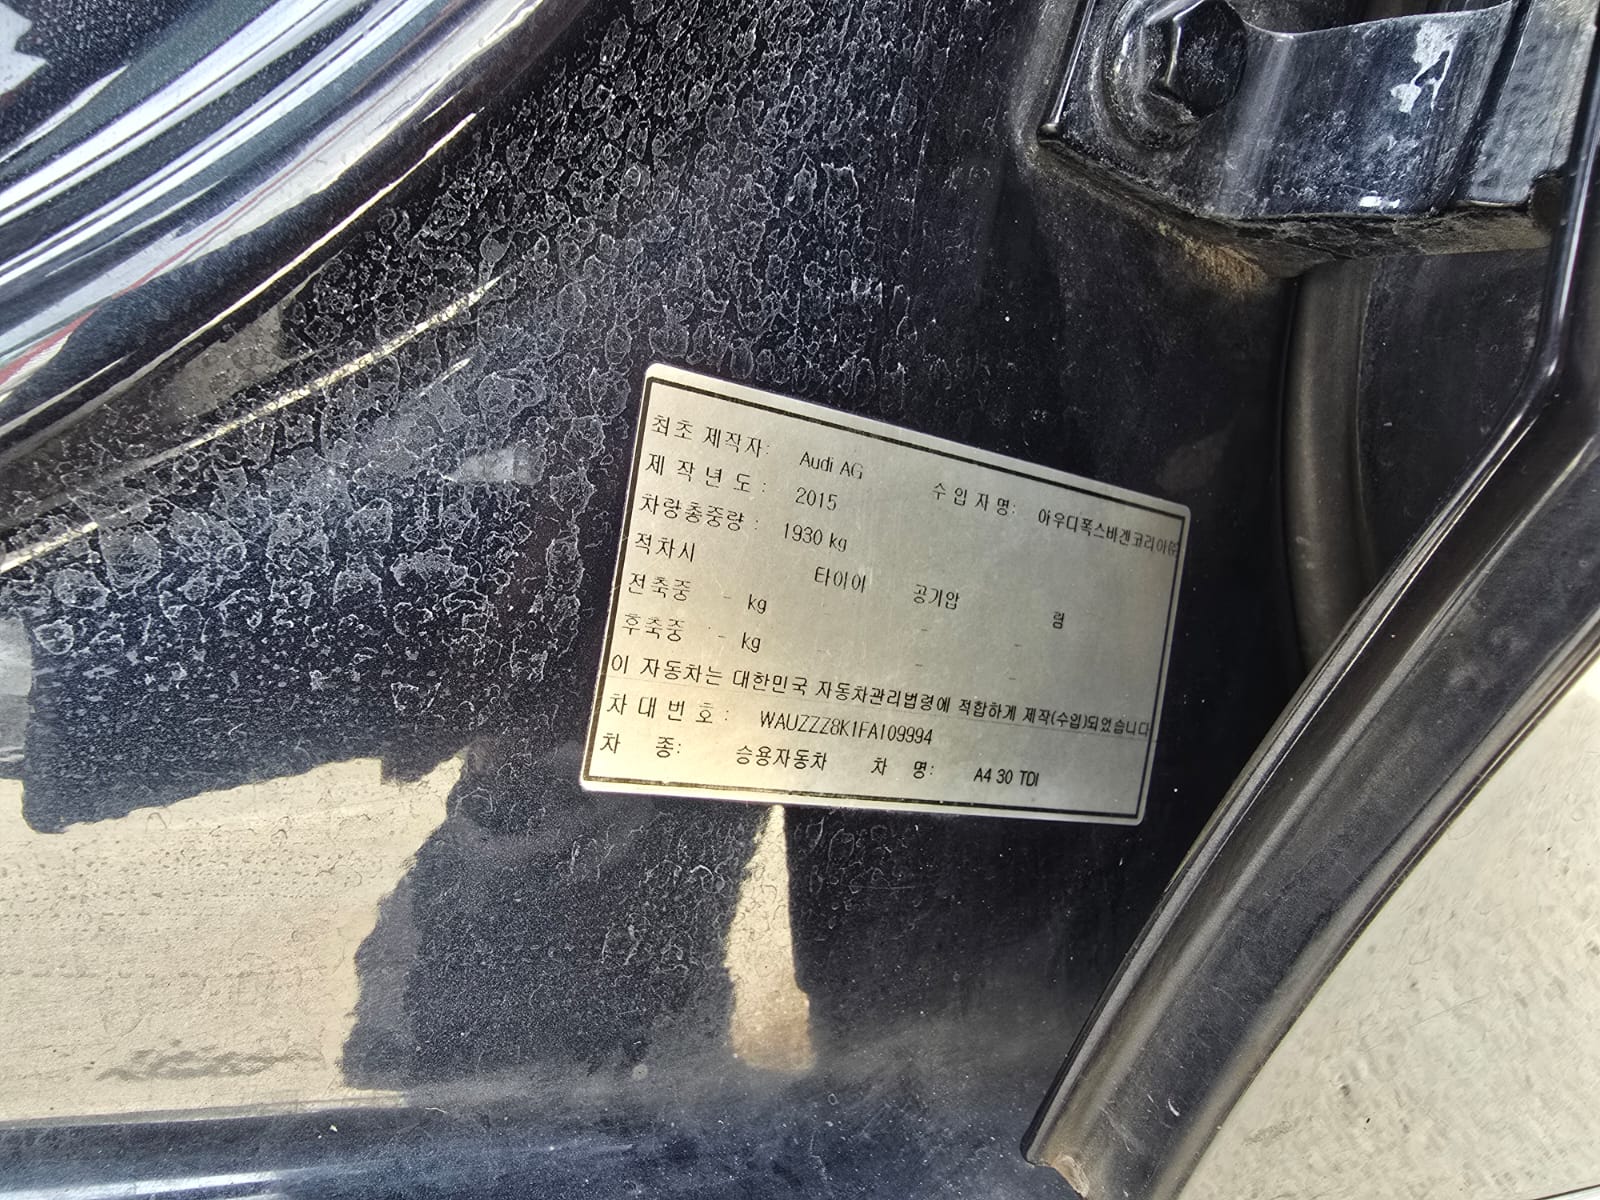 최초 제작자: Audi AG 수입자명: 아우디폭스바겐코리아㈜
제작년도: 2015
차량총중량: 1930 kg
적차시 타이어 공기압 림
전축중 - kg - -
후축중 - kg - -
이 자동차는 대한민국 자동차관리법령에 적합하게 제작(수입)되었습니다
차대번호: WAUZZZ8K1FA109994
차 종: 승용자동차 차 명: A4 30 TDI